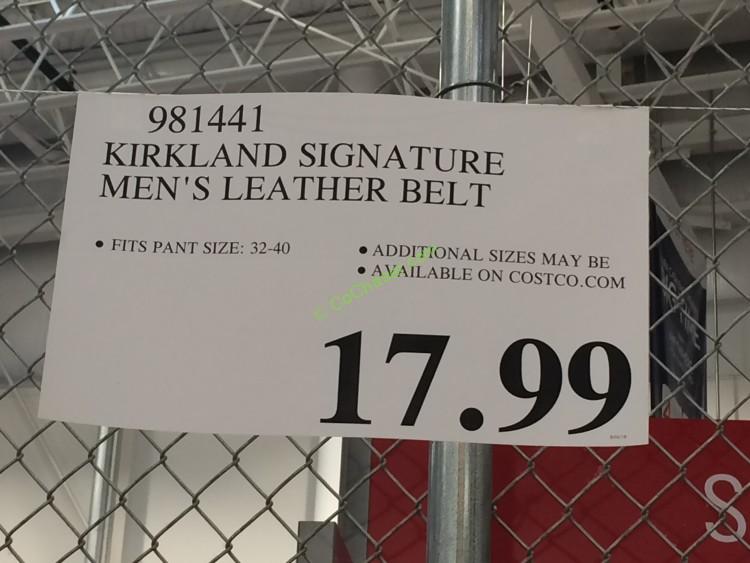 981441
KIRKLAND SIGNATURE
MEN'S LEATHER BELT
• FITS PANT SIZE: 32-40
• ADDITIONAL SIZES MAY BE
• AVAILABLE ON COSTCO.COM
17.99
S